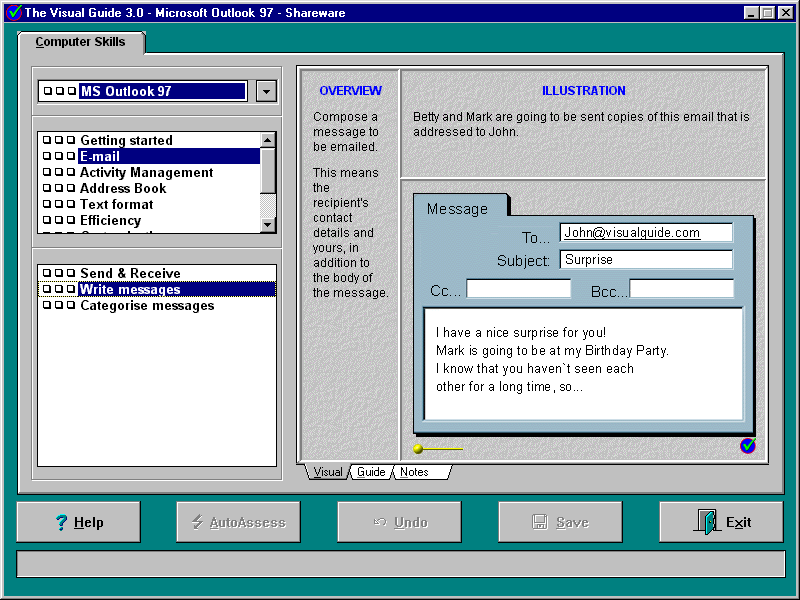 The Visual Guide 3.0 - Microsoft Outlook 97 - Shareware
Computer Skills
MS Outlook 97
Getting started
E-mail
Activity Management
Address Book
Text format
Efficiency
Send & Receive
Write messages
Categorise messages
OVERVIEW
Compose a
message to
be emailed.
This means
the
recipient's
contact
details and
yours, in
addition to
the body of
the message.
ILLUSTRATION
Betty and Mark are going to be sent copies of this email that is
addressed to John.
Message
To... John@visualguide.com
Subject: Surprise
Cc... Bcc...
I have a nice surprise for you!
Mark is going to be at my Birthday Party.
I know that you haven`t seen each
other for a long time, so...
Visual Guide Notes
Help AutoAssess Undo Save Exit